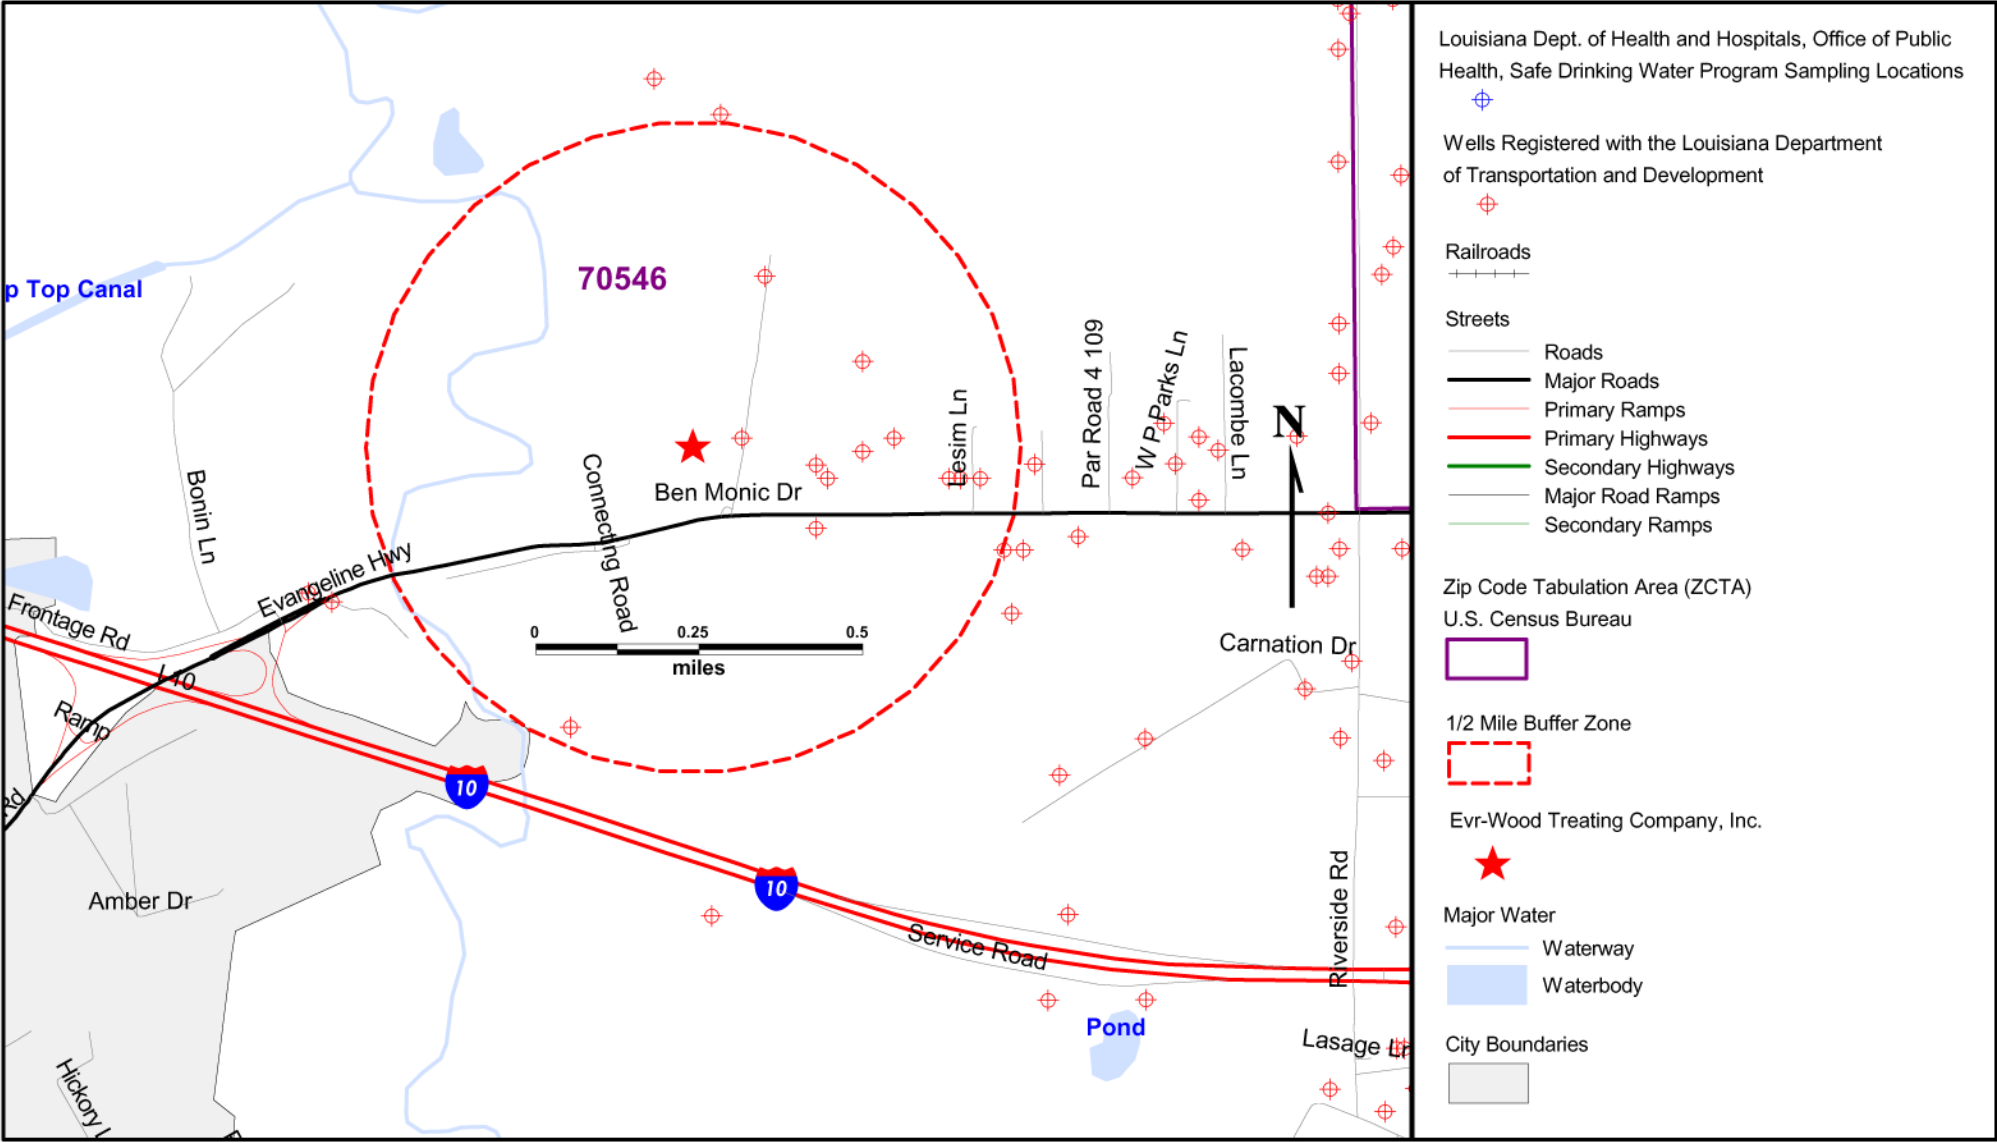 p Top Canal
70546
Bonin Ln
Evangeline Hwy
Frontage Rd
I-10
Ramp
Rd
Amber Dr
Hickory L
Connecting Road
Ben Monic Dr
Lesim Ln
Par Road 4 109
W P Parks Ln
Lacombe Ln
N
0 0.25 0.5
miles
Carnation Dr
10
10
Service Road
Riverside Rd
Pond
Lasage Ln
Louisiana Dept. of Health and Hospitals, Office of Public
Health, Safe Drinking Water Program Sampling Locations
Wells Registered with the Louisiana Department
of Transportation and Development
Railroads
Streets
Roads
Major Roads
Primary Ramps
Primary Highways
Secondary Highways
Major Road Ramps
Secondary Ramps
Zip Code Tabulation Area (ZCTA)
U.S. Census Bureau
1/2 Mile Buffer Zone
Evr-Wood Treating Company, Inc.
Major Water
Waterway
Waterbody
City Boundaries